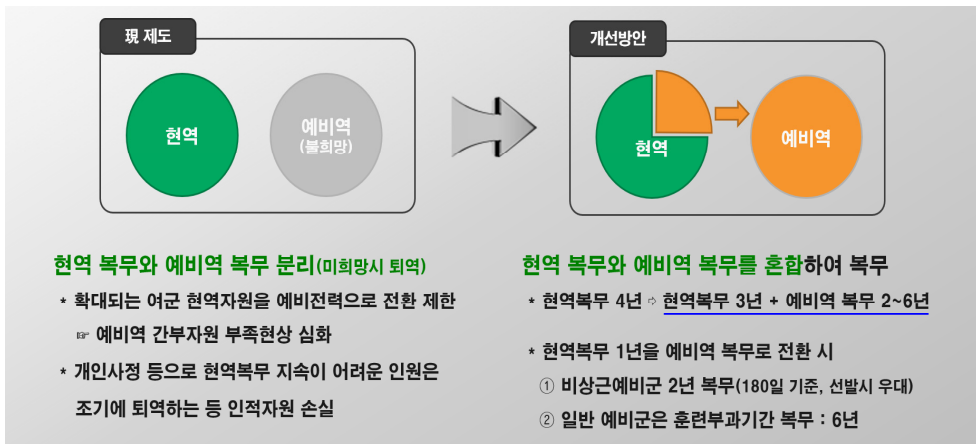 現 제도
현역
예비역
(불희망)
현역 복무와 예비역 복무 분리(미희망시 퇴역)
* 확대되는 여군 현역자원을 예비전력으로 전환 제한
☞ 예비역 간부자원 부족현상 심화
* 개인사정 등으로 현역복무 지속이 어려운 인원은
조기에 퇴역하는 등 인적자원 손실
개선방안
현역
예비역
현역 복무와 예비역 복무를 혼합하여 복무
* 현역복무 4년 ⇨ 현역복무 3년 + 예비역 복무 2~6년
* 현역복무 1년을 예비역 복무로 전환 시
① 비상근예비군 2년 복무(180일 기준, 선발시 우대)
② 일반 예비군은 훈련부과기간 복무 : 6년